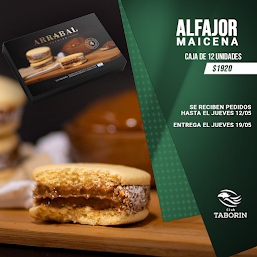 ARRABAL
ALFAJOR
MAICENA
CAJA DE 12 UNIDADES
$1920
SE RECIBEN PEDIDOS
HASTA EL JUEVES 12/05
ENTREGA EL JUEVES 19/05
TABORIN